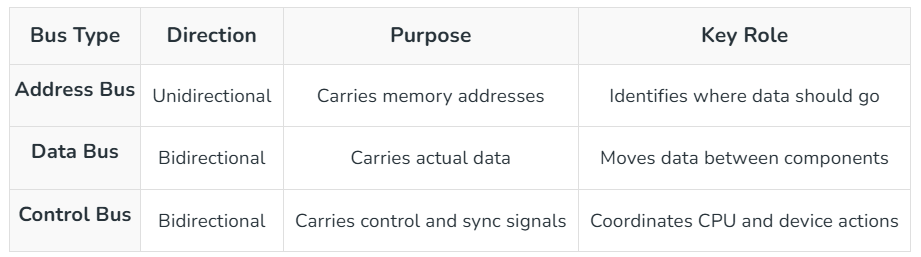 Bus Type Direction Purpose Key Role
Address Bus Unidirectional Carries memory addresses Identifies where data should go
Data Bus Bidirectional Carries actual data Moves data between components
Control Bus Bidirectional Carries control and sync signals Coordinates CPU and device actions